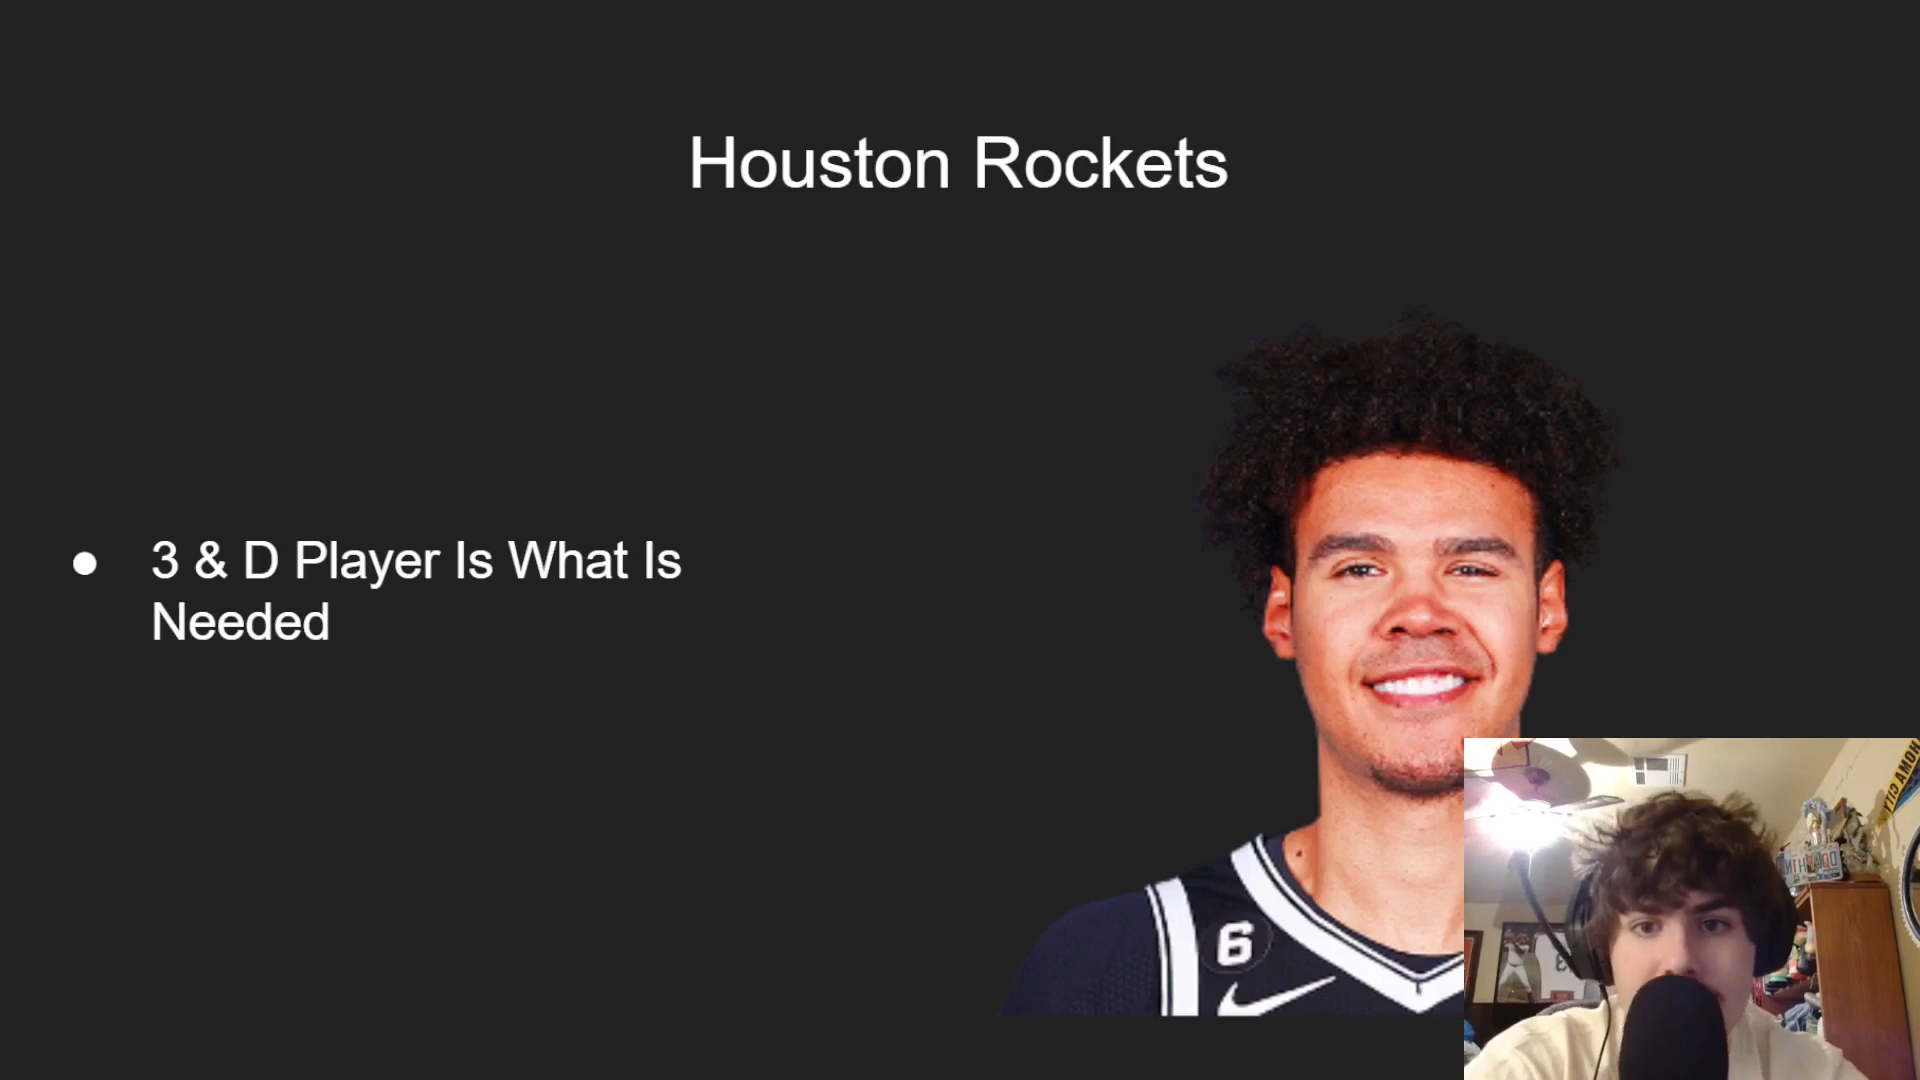 Houston Rockets
● 3 & D Player Is What Is
Needed
6